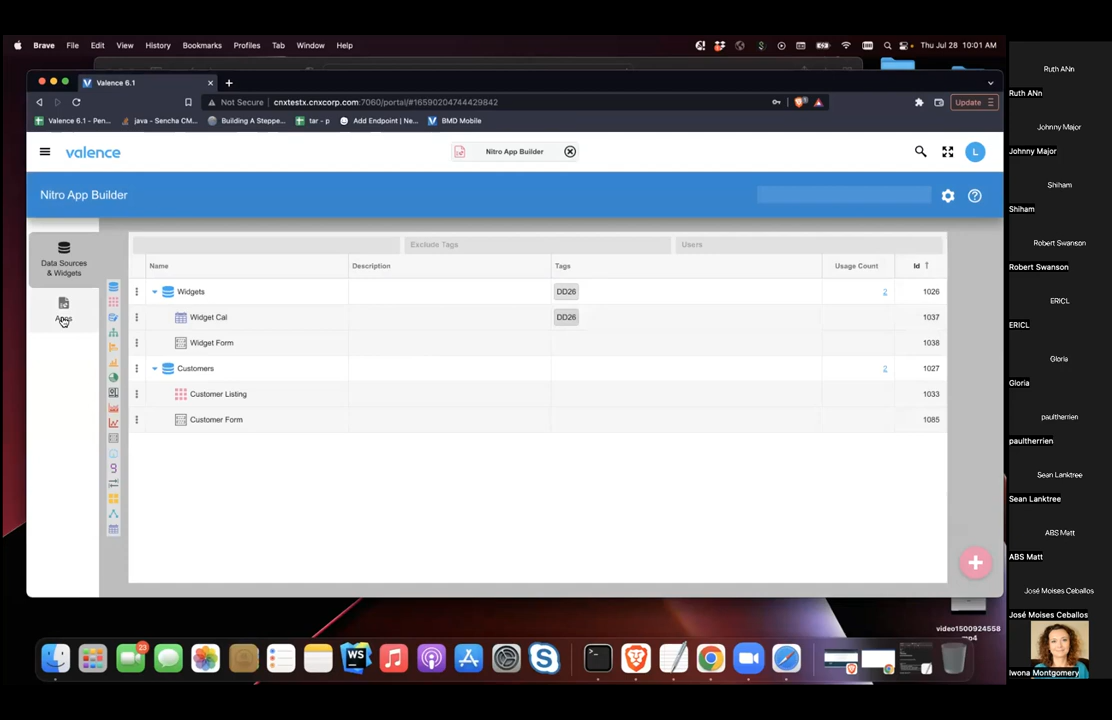 Brave File Edit View History Bookmarks Profiles Tab Window Help
Thu Jul 28 10:01 AM
Valence 6.1
Not Secure cnxtestx.cnxcorp.com:7060/portal/#16590204744429842
Update
Valence 6.1 - Pen...
java - Sencha CM...
Building A Steppe...
tar - p
Add Endpoint | Ne...
BMD Mobile
valence
Nitro App Builder
L
Nitro App Builder
Data Sources
& Widgets
Apps
Exclude Tags
Users
Name Description Tags Usage Count Id
Widgets DD26 2 1026
Widget Cal DD26 1037
Widget Form 1038
Customers 2 1027
Customer Listing 1033
Customer Form 1085
23
video1500924558
mp4
Ruth ANn
Ruth ANn
Johnny Major
Johnny Major
Shiham
Shiham
Robert Swanson
Robert Swanson
ERICL
ERICL
Gloria
Gloria
paultherrien
paultherrien
Sean Lanktree
Sean Lanktree
ABS Matt
ABS Matt
José Moises Ceballos
José Moises Ceballos
Iwona Montgomery